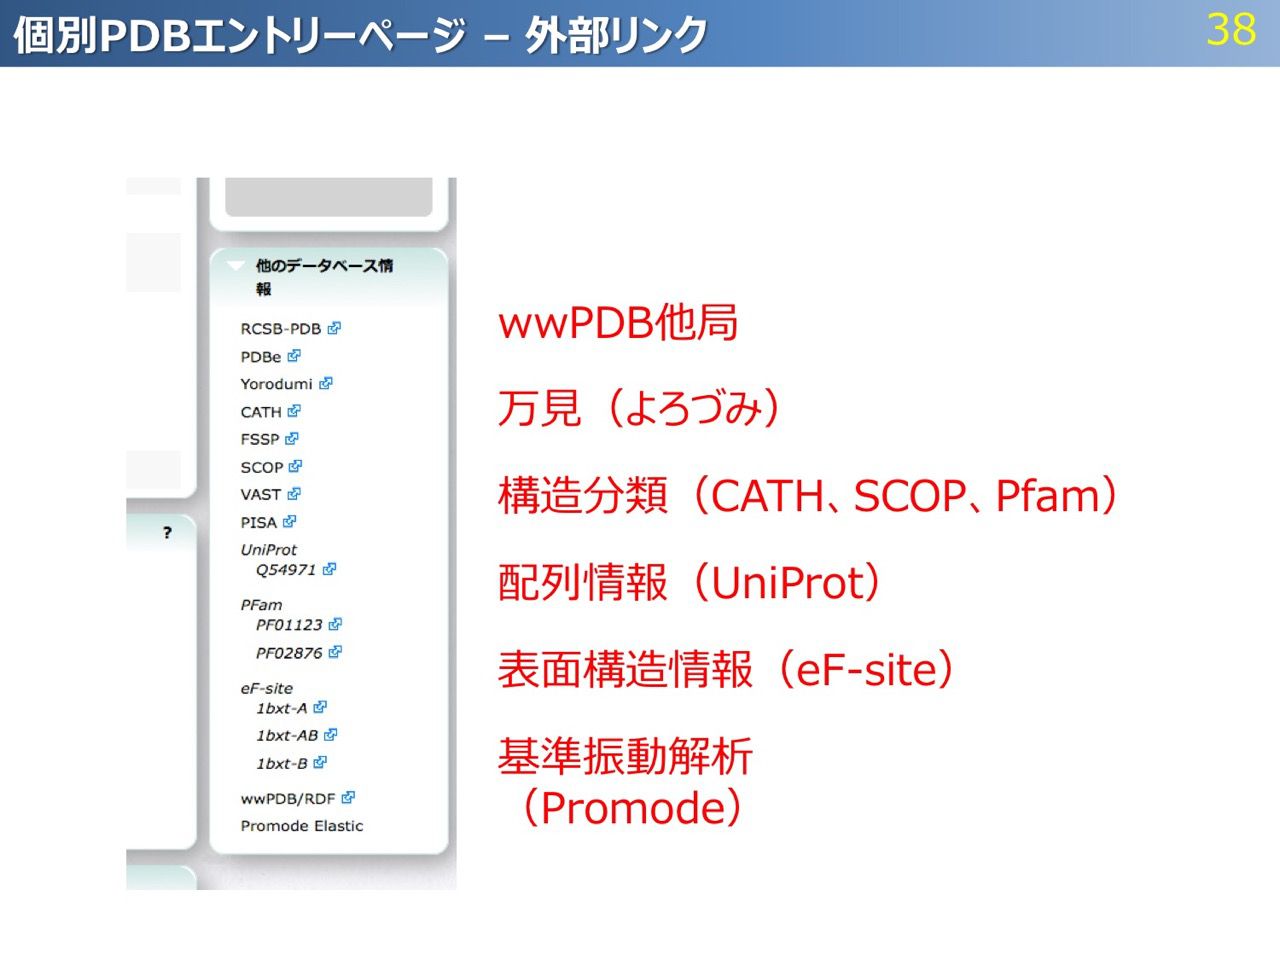 個別PDBエントリーページ – 外部リンク
38
他のデータベース情
報
RCSB-PDB
PDBe
Yorodumi
CATH
FSSP
SCOP
VAST
PISA
UniProt
Q54971
PFam
PF01123
PF02876
eF-site
1bxt-A
1bxt-AB
1bxt-B
wwPDB/RDF
Promode Elastic
?
wwPDB他局
万見（よろづみ）
構造分類（CATH、SCOP、Pfam）
配列情報（UniProt）
表面構造情報（eF-site）
基準振動解析
（Promode）